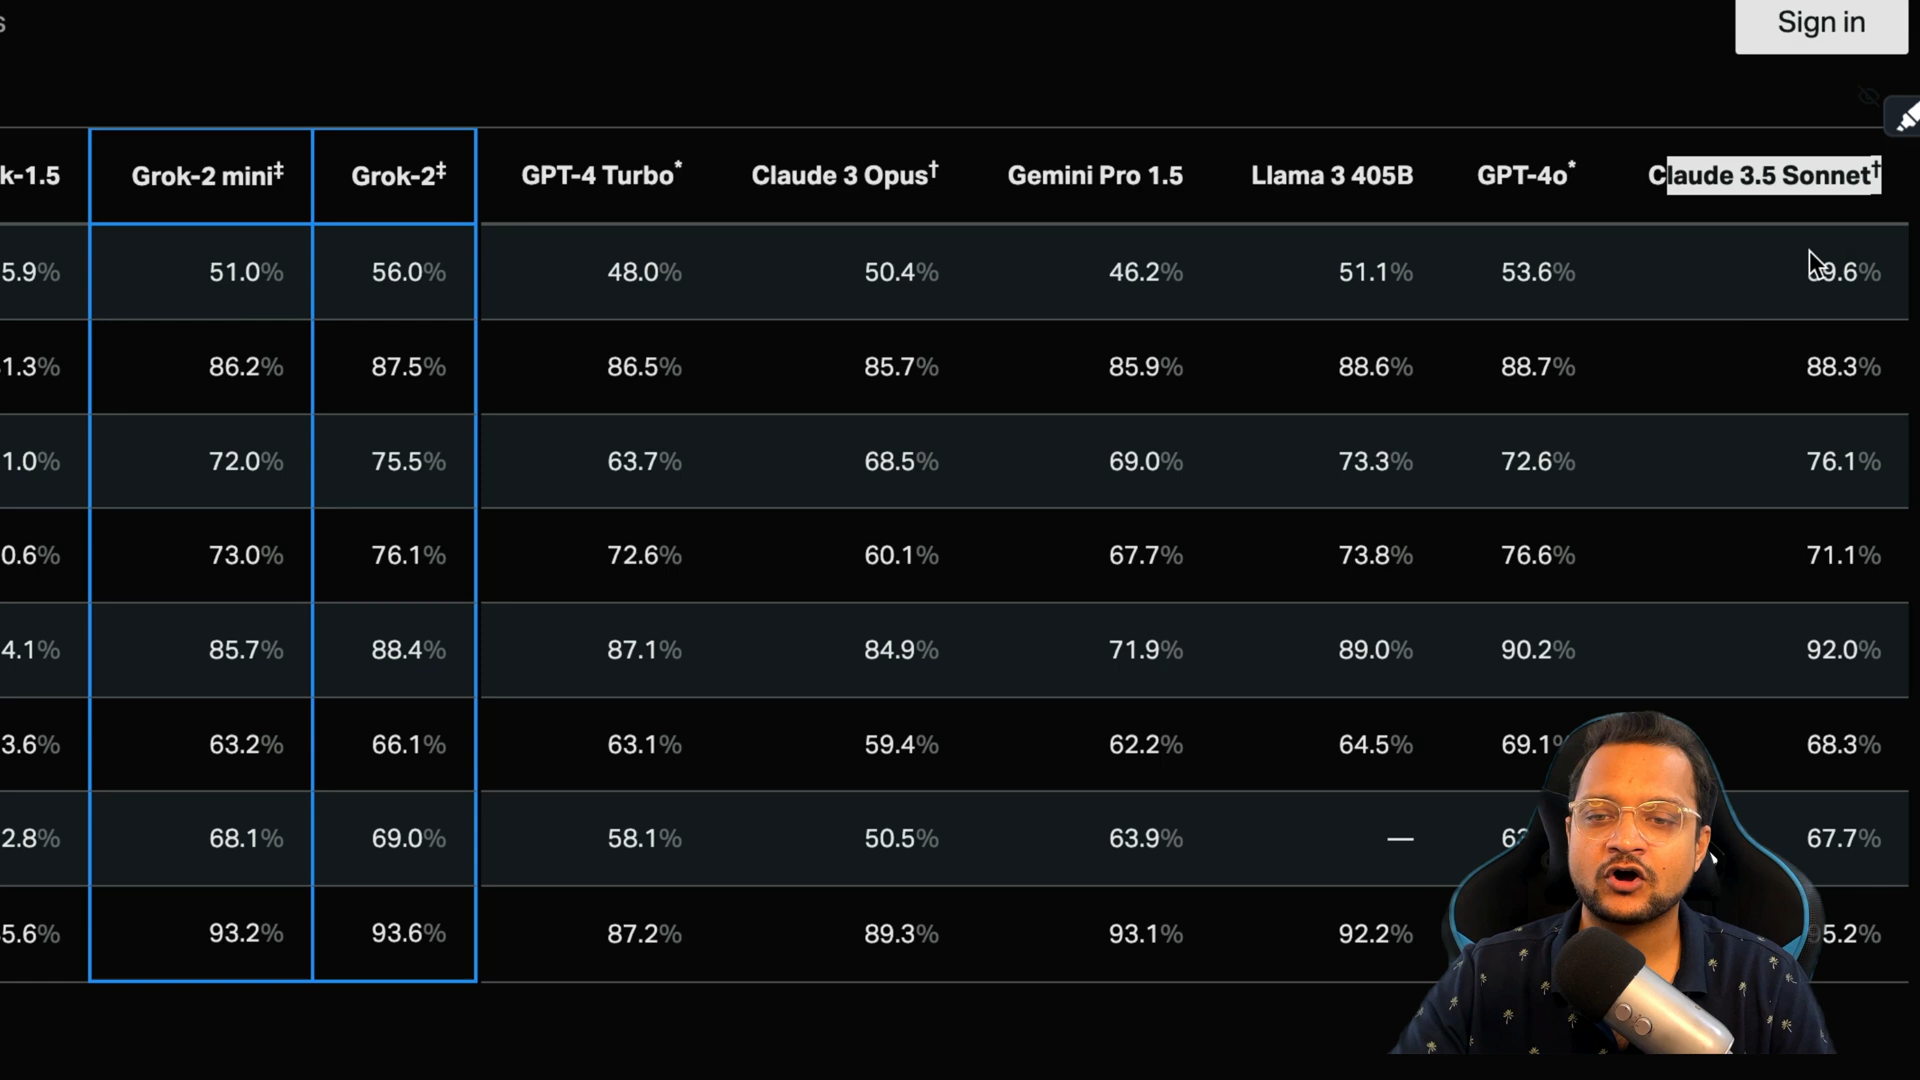 s
Sign in
k-1.5 Grok-2 mini‡ Grok-2‡ GPT-4 Turbo* Claude 3 Opus† Gemini Pro 1.5 Llama 3 405B GPT-4o* Claude 3.5 Sonnet†
5.9% 51.0% 56.0% 48.0% 50.4% 46.2% 51.1% 53.6% 9.6%
1.3% 86.2% 87.5% 86.5% 85.7% 85.9% 88.6% 88.7% 88.3%
1.0% 72.0% 75.5% 63.7% 68.5% 69.0% 73.3% 72.6% 76.1%
0.6% 73.0% 76.1% 72.6% 60.1% 67.7% 73.8% 76.6% 71.1%
4.1% 85.7% 88.4% 87.1% 84.9% 71.9% 89.0% 90.2% 92.0%
3.6% 63.2% 66.1% 63.1% 59.4% 62.2% 64.5% 69.1% 68.3%
2.8% 68.1% 69.0% 58.1% 50.5% 63.9% — 6 67.7%
5.6% 93.2% 93.6% 87.2% 89.3% 93.1% 92.2% 5.2%